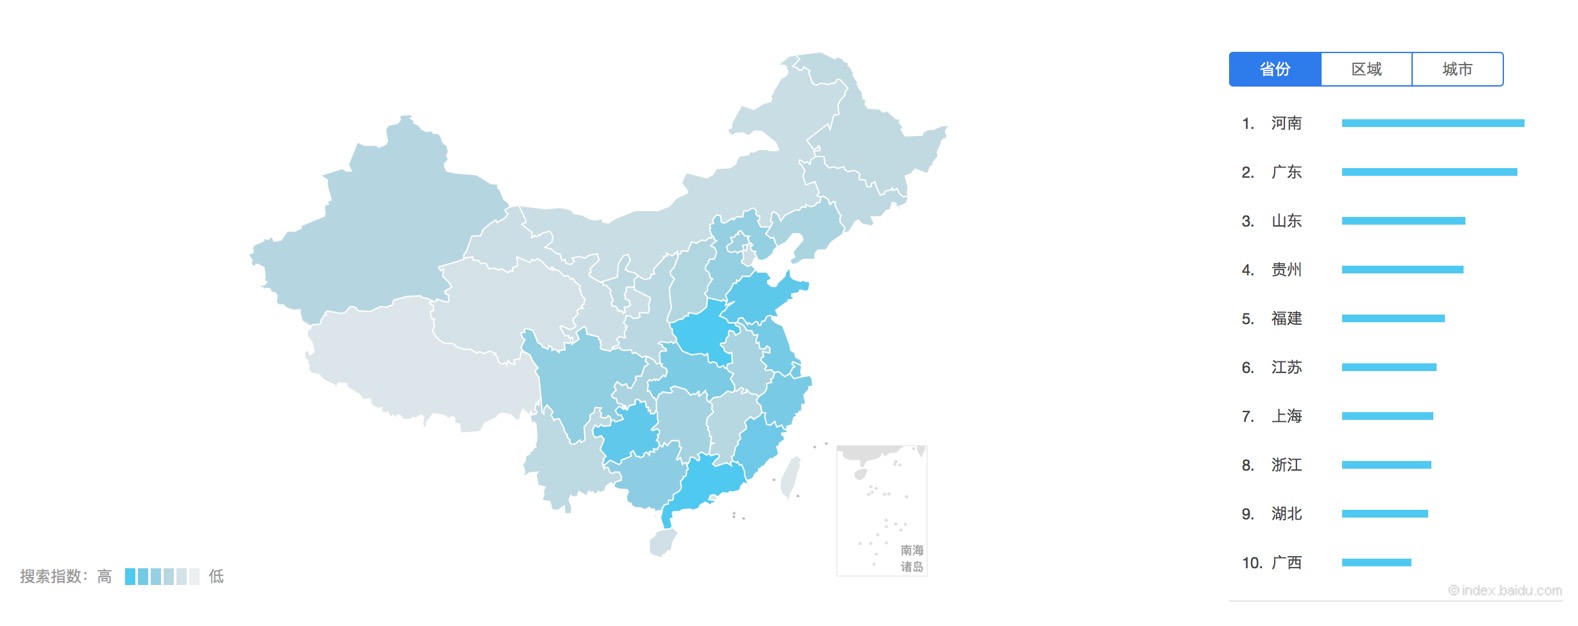 省份 区域 城市
1. 河南
2. 广东
3. 山东
4. 贵州
5. 福建
6. 江苏
7. 上海
8. 浙江
9. 湖北
10. 广西
南海
诸岛
搜索指数：高 低
©index.baidu.com